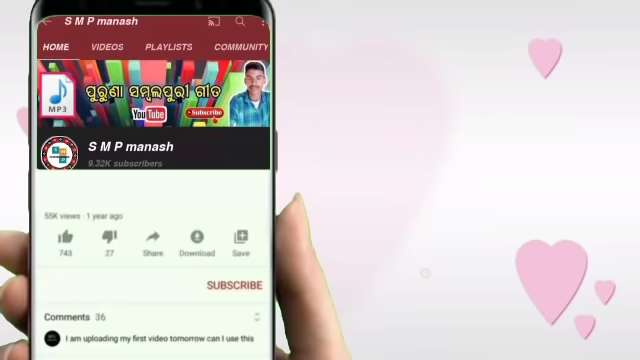 S M P manash
HOME VIDEOS PLAYLISTS COMMUNITY
MP3
ପୁରୁଣା ସମ୍ବଲପୁରୀ ଗୀତ
YouTube Subscribe
S M P manash
9.32K subscribers
55K views · 1 year ago
743 27 Share Download Save
SUBSCRIBE
Comments 36
I am uploading my first video tomorrow can I use this